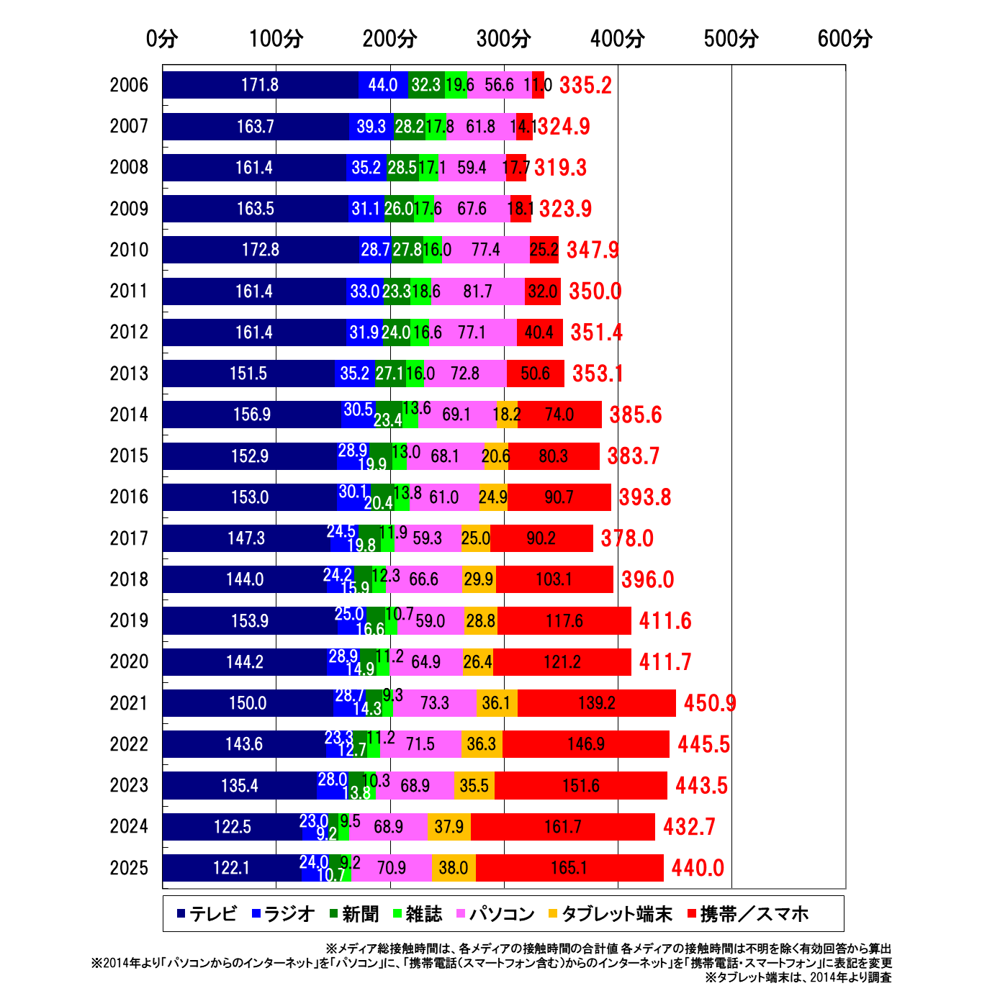 0分 100分 200分 300分 400分 500分 600分
2006 171.8 44.0 32.3 19.6 56.6 11.0 335.2
2007 163.7 39.3 28.2 17.8 61.8 14.1 324.9
2008 161.4 35.2 28.5 17.1 59.4 17.7 319.3
2009 163.5 31.1 26.0 17.6 67.6 18.1 323.9
2010 172.8 28.7 27.8 16.0 77.4 25.2 347.9
2011 161.4 33.0 23.3 18.6 81.7 32.0 350.0
2012 161.4 31.9 24.0 16.6 77.1 40.4 351.4
2013 151.5 35.2 27.1 16.0 72.8 50.6 353.1
2014 156.9 30.5 23.4 13.6 69.1 18.2 74.0 385.6
2015 152.9 28.9 19.9 13.0 68.1 20.6 80.3 383.7
2016 153.0 30.1 20.4 13.8 61.0 24.9 90.7 393.8
2017 147.3 24.5 19.8 11.9 59.3 25.0 90.2 378.0
2018 144.0 24.2 15.9 12.3 66.6 29.9 103.1 396.0
2019 153.9 25.0 16.6 10.7 59.0 28.8 117.6 411.6
2020 144.2 28.9 14.9 11.2 64.9 26.4 121.2 411.7
2021 150.0 28.7 14.3 9.3 73.3 36.1 139.2 450.9
2022 143.6 23.3 12.7 11.2 71.5 36.3 146.9 445.5
2023 135.4 28.0 13.8 10.3 68.9 35.5 151.6 443.5
2024 122.5 23.0 9.2 9.5 68.9 37.9 161.7 432.7
2025 122.1 24.0 10.7 9.2 70.9 38.0 165.1 440.0
テレビ ラジオ 新聞 雑誌 パソコン タブレット端末 携帯／スマホ
※メディア総接触時間は、各メディアの接触時間の合計値 各メディアの接触時間は不明を除く有効回答から算出
※2014年より「パソコンからのインターネット」を「パソコン」に、「携帯電話（スマートフォン含む）からのインターネット」を「携帯電話・スマートフォン」に表記を変更
※タブレット端末は、2014年より調査